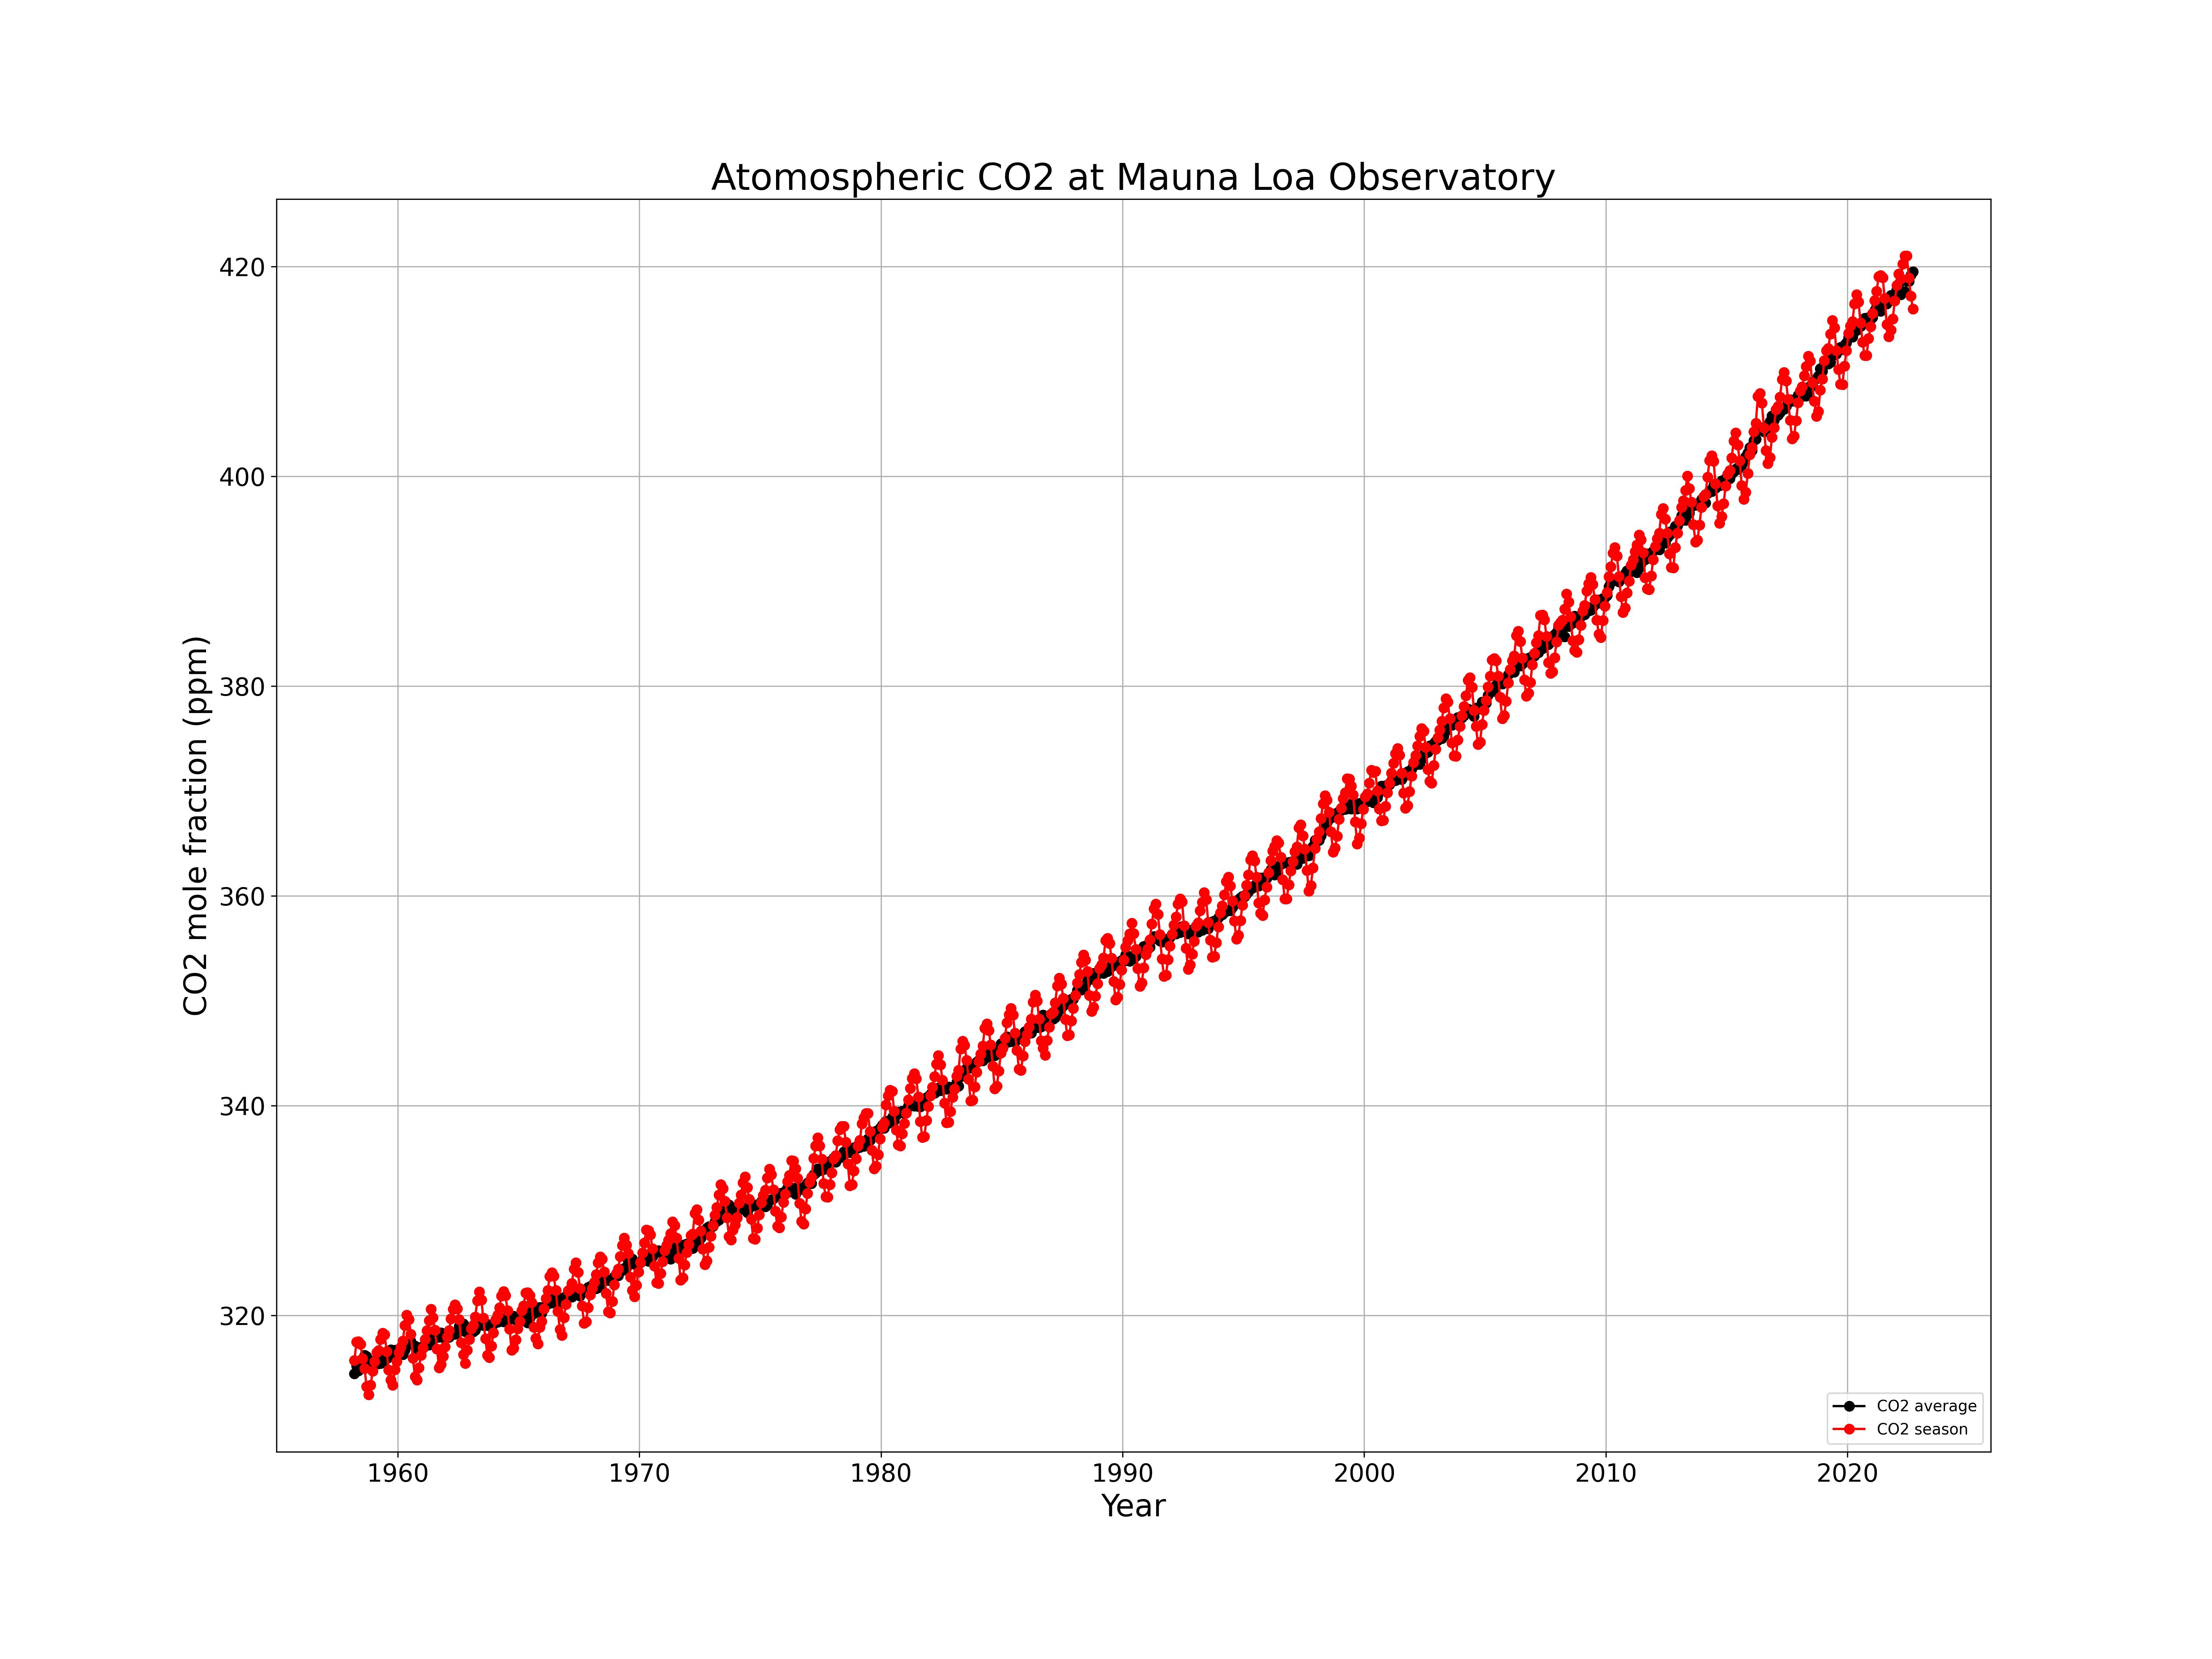 Atomospheric CO2 at Mauna Loa Observatory
420
400
380
360
340
320
CO2 mole fraction (ppm)
1960 1970 1980 1990 2000 2010 2020
Year
CO2 average
CO2 season